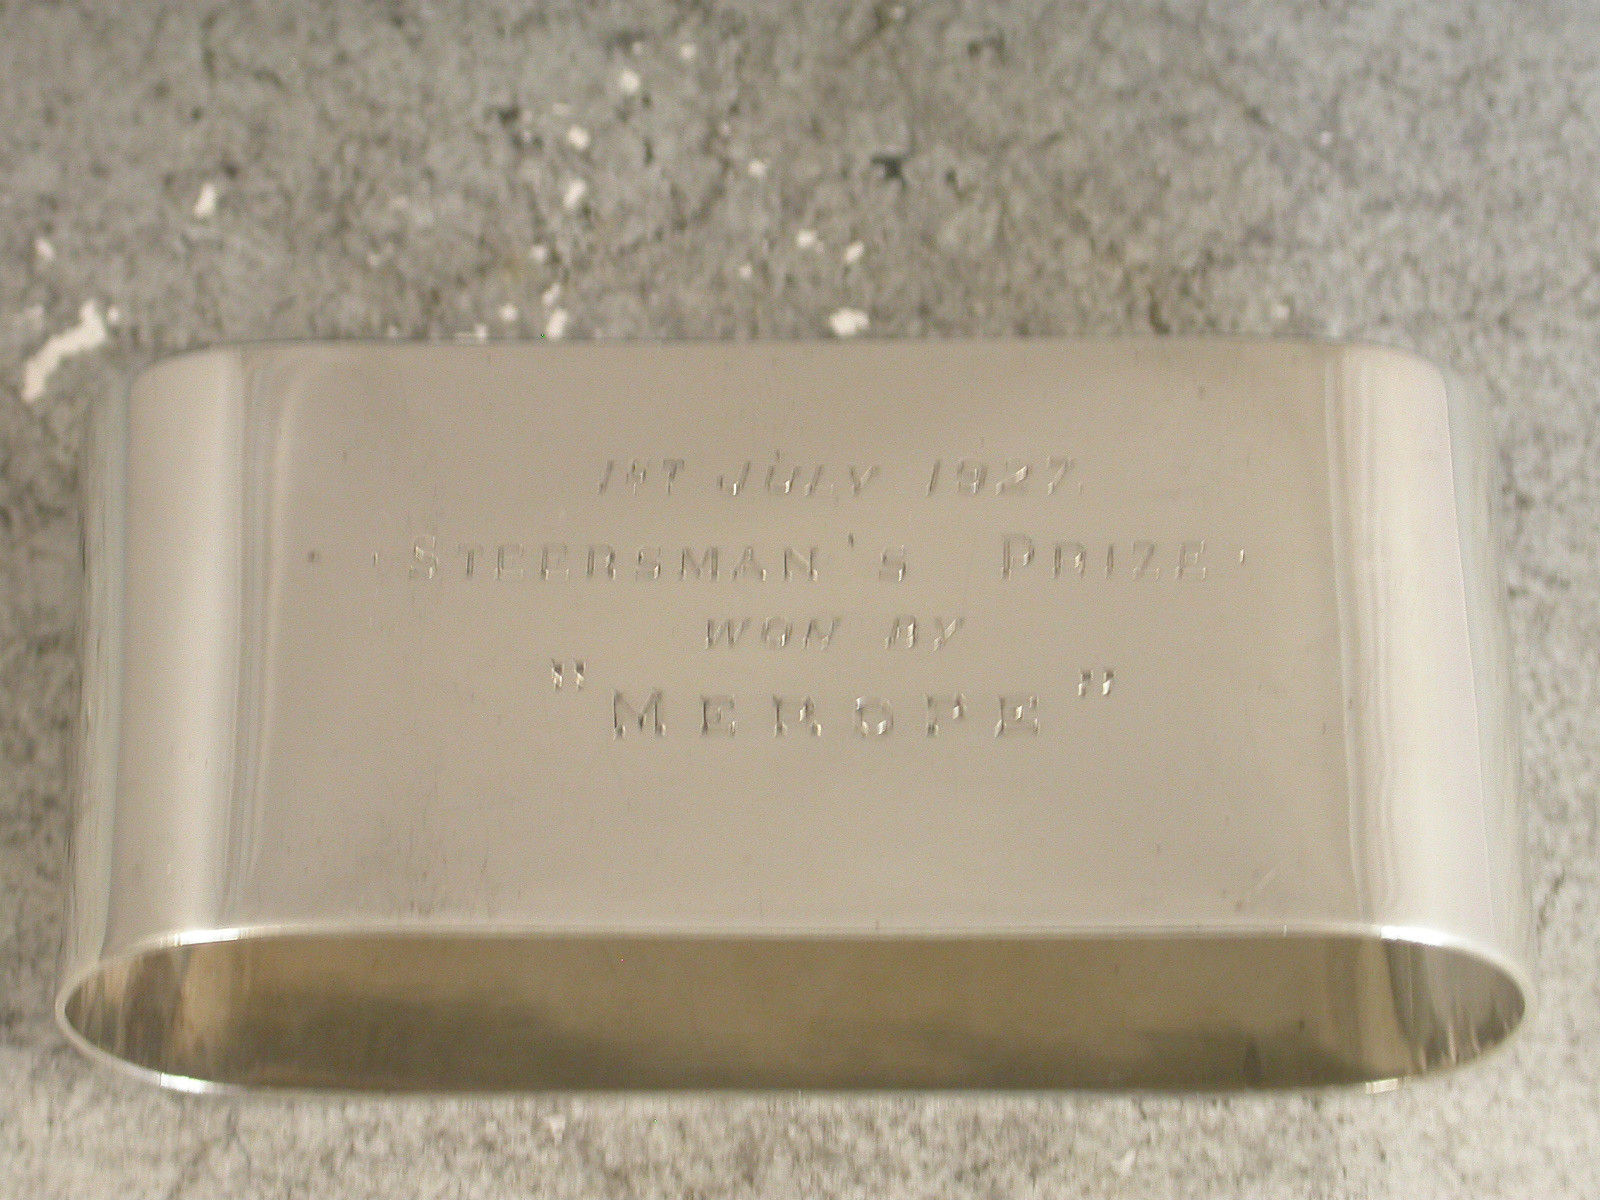 1ST JULY 1927.
· STEERSMAN'S PRIZE ·
WON BY
"MEROPE"